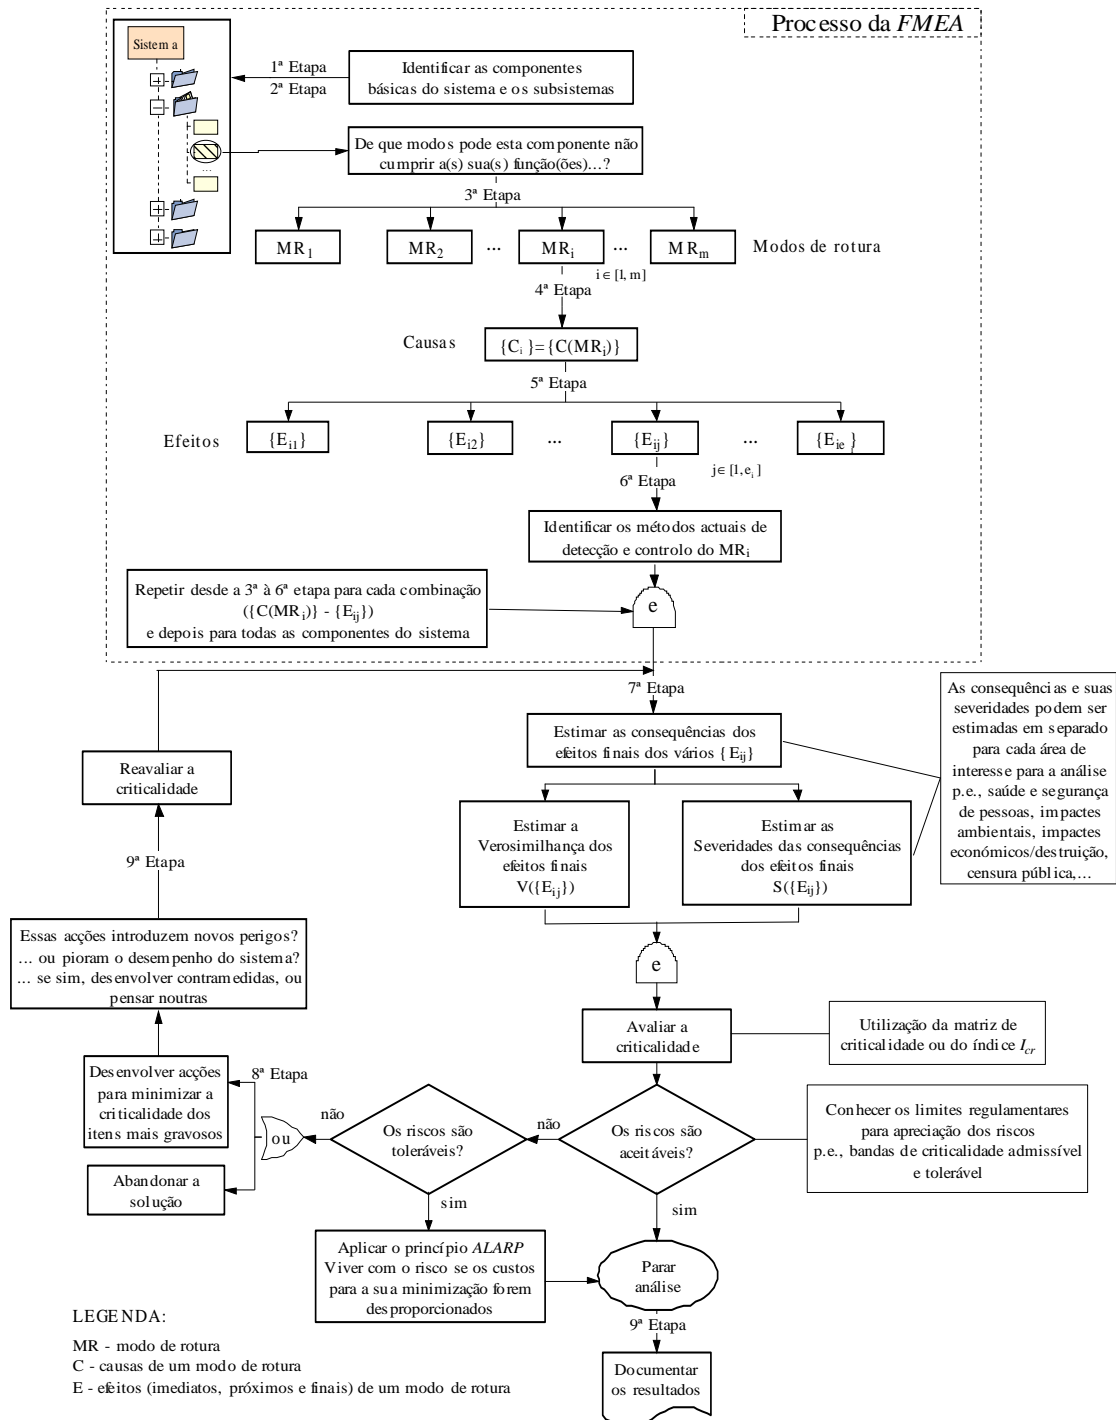 Processo da FMEA
Sistema
1ª Etapa
2ª Etapa
Identificar as componentes
básicas do sistema e os subsistemas
De que modos pode esta componente não
cumprir a(s) sua(s) função(ões)...?
...
3ª Etapa
MR1
MR2
...
MRi
...
MRm
Modos de rotura
i ∈ [1, m]
4ª Etapa
Causas
{Ci}={C(MRi)}
5ª Etapa
Efeitos
{Ei1}
{Ei2}
...
{Eij}
...
{Eiei}
j ∈ [1, ei]
6ª Etapa
Identificar os métodos actuais de
detecção e controlo do MRi
Repetir desde a 3ª à 6ª etapa para cada combinação
({C(MRi)} - {Eij})
e depois para todas as componentes do sistema
e
7ª Etapa
Estimar as consequências dos
efeitos finais dos vários {Eij}
As consequências e suas
severidades podem ser
estimadas em separado
para cada área de
interesse para a análise
p.e., saúde e segurança
de pessoas, impactes
ambientais, impactes
económicos/destruição,
censura pública,...
Reavaliar a
criticalidade
Estimar a
Verosimilhança dos
efeitos finais
V({Eij})
Estimar as
Severidades das consequências
dos efeitos finais
S({Eij})
9ª Etapa
Essas acções introduzem novos perigos?
... ou pioram o desempenho do sistema?
... se sim, desenvolver contramedidas, ou
pensar noutras
e
Avaliar a
criticalidade
Utilização da matriz de
criticalidade ou do índice Icr
Desenvolver acções
para minimizar a
criticalidade dos
itens mais gravosos
8ª Etapa
ou
não
Os riscos são
toleráveis?
não
Os riscos são
aceitáveis?
Conhecer os limites regulamentares
para apreciação dos riscos
p.e., bandas de criticalidade admissível
e tolerável
Abandonar a
solução
sim
sim
Aplicar o princípio ALARP
Viver com o risco se os custos
para a sua minimização forem
desproporcionados
Parar
análise
9ª Etapa
Documentar
os resultados
LEGENDA:
MR - modo de rotura
C - causas de um modo de rotura
E - efeitos (imediatos, próximos e finais) de um modo de rotura